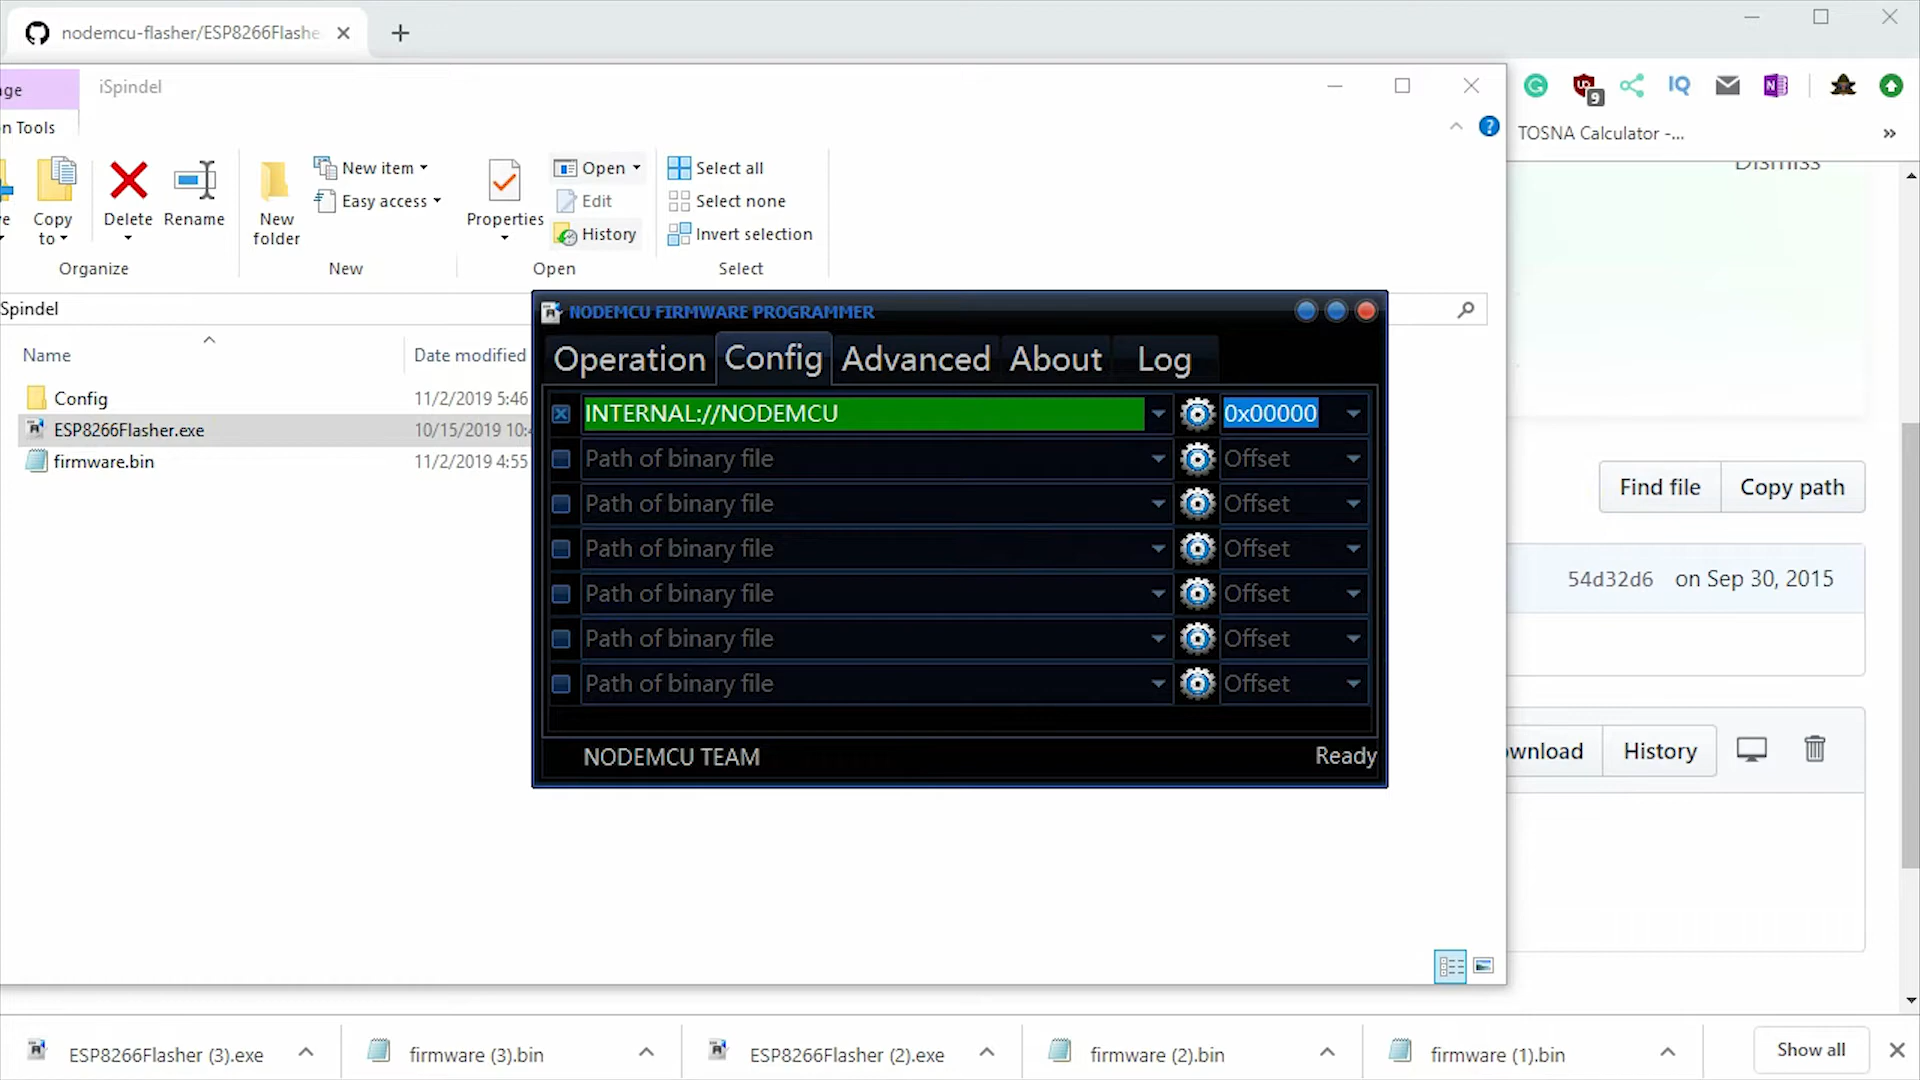 nodemcu-flasher/ESP8266Flashe
ge
iSpindel
n Tools
9
TOSNA Calculator -...
Dismiss
Copy to
Delete
Rename
New folder
New item
Easy access
Properties
Open
Edit
History
Select all
Select none
Invert selection
Organize
New
Open
Select
Spindel
Name
Date modified
Config
11/2/2019 5:46
ESP8266Flasher.exe
10/15/2019 10:4
firmware.bin
11/2/2019 4:55
NODEMCU FIRMWARE PROGRAMMER
Operation
Config
Advanced
About
Log
INTERNAL://NODEMCU
0x00000
Path of binary file
Offset
Path of binary file
Offset
Path of binary file
Offset
Path of binary file
Offset
Path of binary file
Offset
Path of binary file
Offset
NODEMCU TEAM
Ready
Find file
Copy path
54d32d6 on Sep 30, 2015
ownload
History
ESP8266Flasher (3).exe
firmware (3).bin
ESP8266Flasher (2).exe
firmware (2).bin
firmware (1).bin
Show all